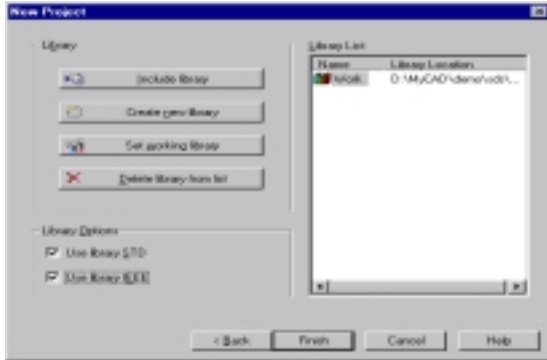 New Project
Library
Include library
Create new library
Set working library
Delete library from list
Library Options
Use library STD
Use library IEEE
Library List:
Name Library Location
Work D:\MyCAD\demo\
< Back Finish Cancel Help